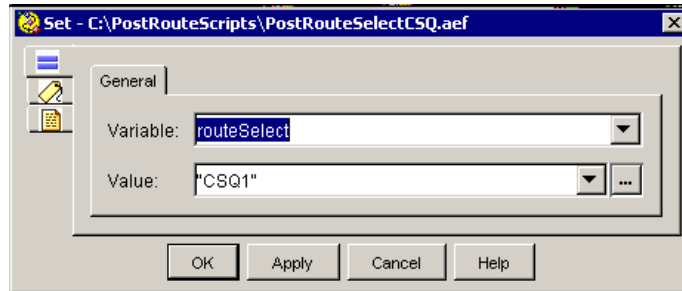 Set - C:\PostRouteScripts\PostRouteSelectCSQ.aef
General
Variable: routeSelect
Value: "CSQ1" ...
OK Apply Cancel Help